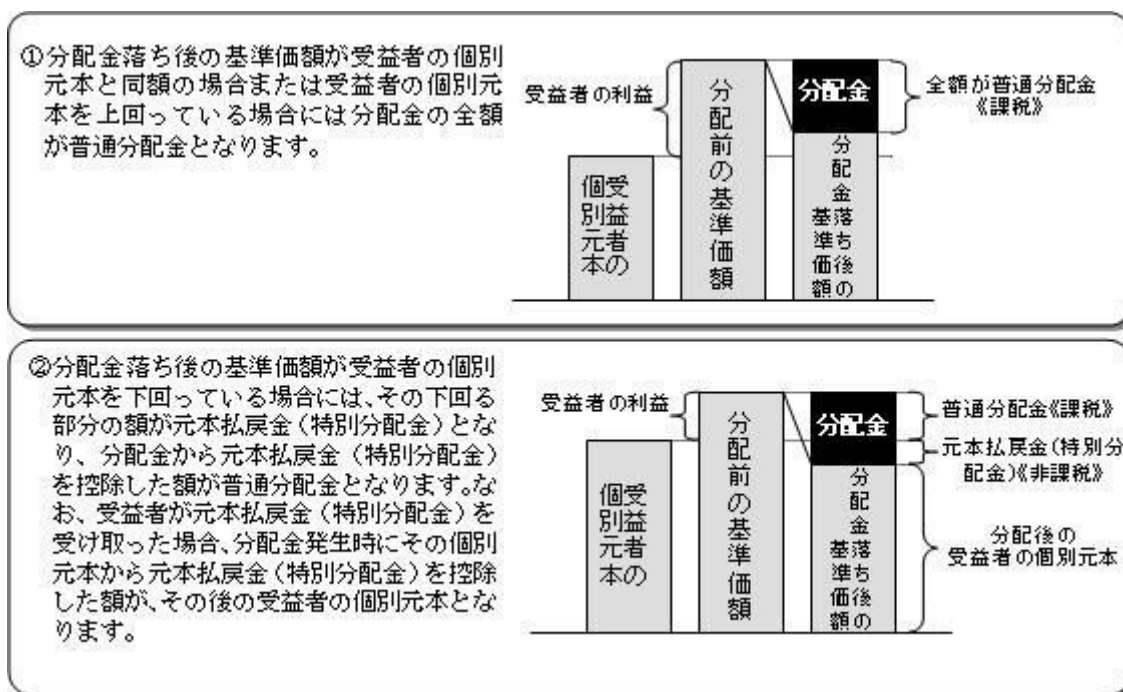 ①分配金落ち後の基準価額が受益者の個別
元本と同額の場合または受益者の個別元
本を上回っている場合には分配金の全額
が普通分配金となります。
受益者の利益
受益者の
個別元本
分配前の基準価額
分配金
分配金落ち後の
基準価額
全額が普通分配金
《課税》
②分配金落ち後の基準価額が受益者の個別
元本を下回っている場合には、その下回る
部分の額が元本払戻金(特別分配金)とな
り、分配金から元本払戻金(特別分配金)
を控除した額が普通分配金となります。な
お、受益者が元本払戻金(特別分配金)を
受け取った場合、分配金発生時にその個別
元本から元本払戻金(特別分配金)を控除
した額が、その後の受益者の個別元本とな
ります。
受益者の利益
受益者の
個別元本
分配前の基準価額
分配金
分配金落ち後の
基準価額
普通分配金《課税》
元本払戻金(特別分
配金)《非課税》
分配後の
受益者の個別元本